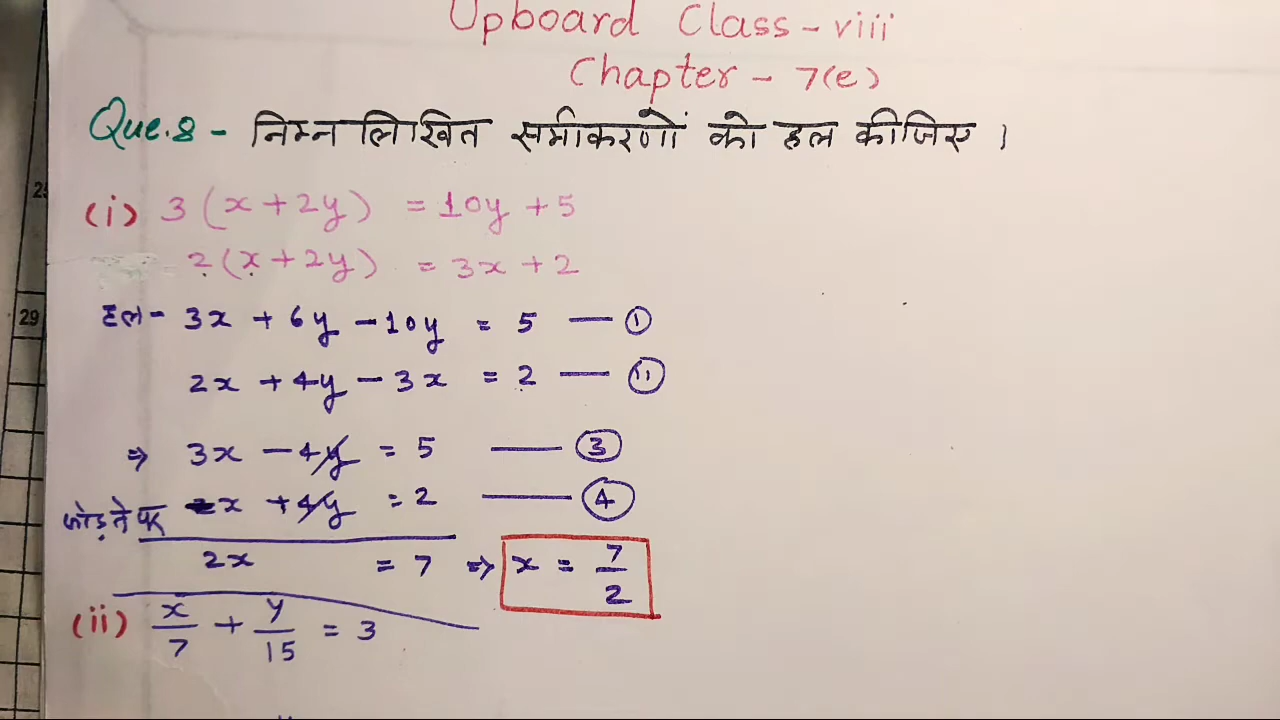 Upboard Class - viii
Chapter - 7(e)
Que.8 - निम्न लिखित समीकरणों को हल कीजिए ।
(i) 3 (x + 2y) = 10y + 5
2 (x + 2y) = 3x + 2
हल - 3x + 6y - 10y = 5 — ①
2x + 4y - 3x = 2 — (ii)
⇒ 3x - 4y = 5 — ③
जोड़ने पर -x + 4y = 2 — ④
2x = 7 ⇒ x = 7/2
(ii) x/7 + y/15 = 3
29